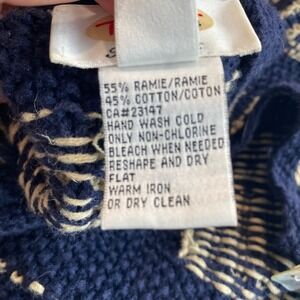 55% RAMIE/RAMIE
45% COTTON/COTON
CA#23147
HAND WASH COLD
ONLY NON-CHLORINE
BLEACH WHEN NEEDED
RESHAPE AND DRY
FLAT
WARM IRON
OR DRY CLEAN